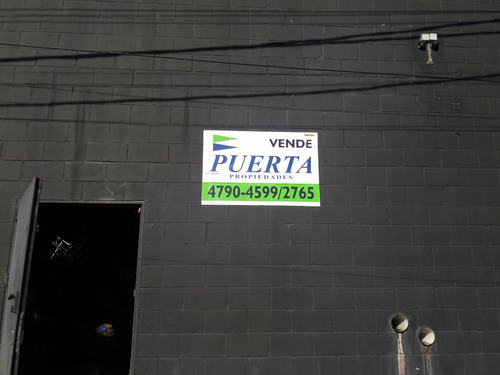 VENDE
PUERTA
PROPIEDADES
4790-4599/2765